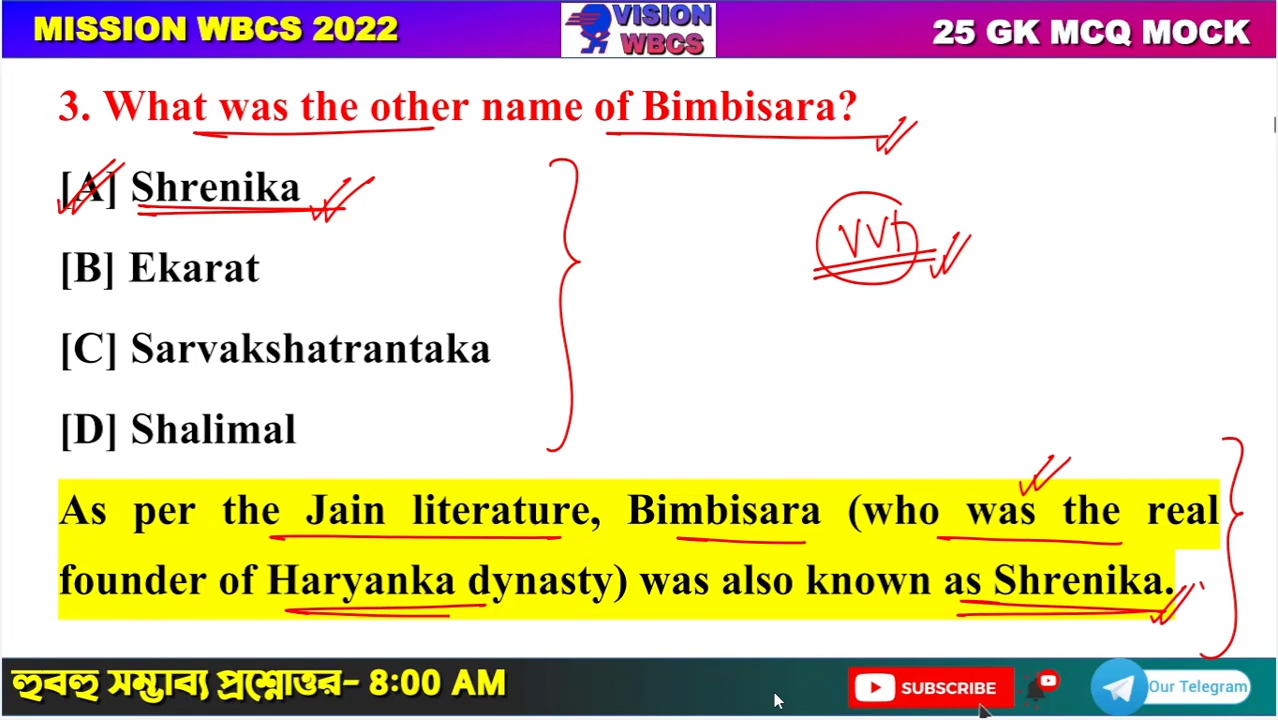 MISSION WBCS 2022
VISION
WBCS
25 GK MCQ MOCK
3. What was the other name of Bimbisara?
[A] Shrenika
VVI
[B] Ekarat
[C] Sarvakshatrantaka
[D] Shalimal
As per the Jain literature, Bimbisara (who was the real
founder of Haryanka dynasty) was also known as Shrenika.
হুবহু সম্ভাব্য প্রশ্নোত্তর- 8:00 AM
SUBSCRIBE
Our Telegram